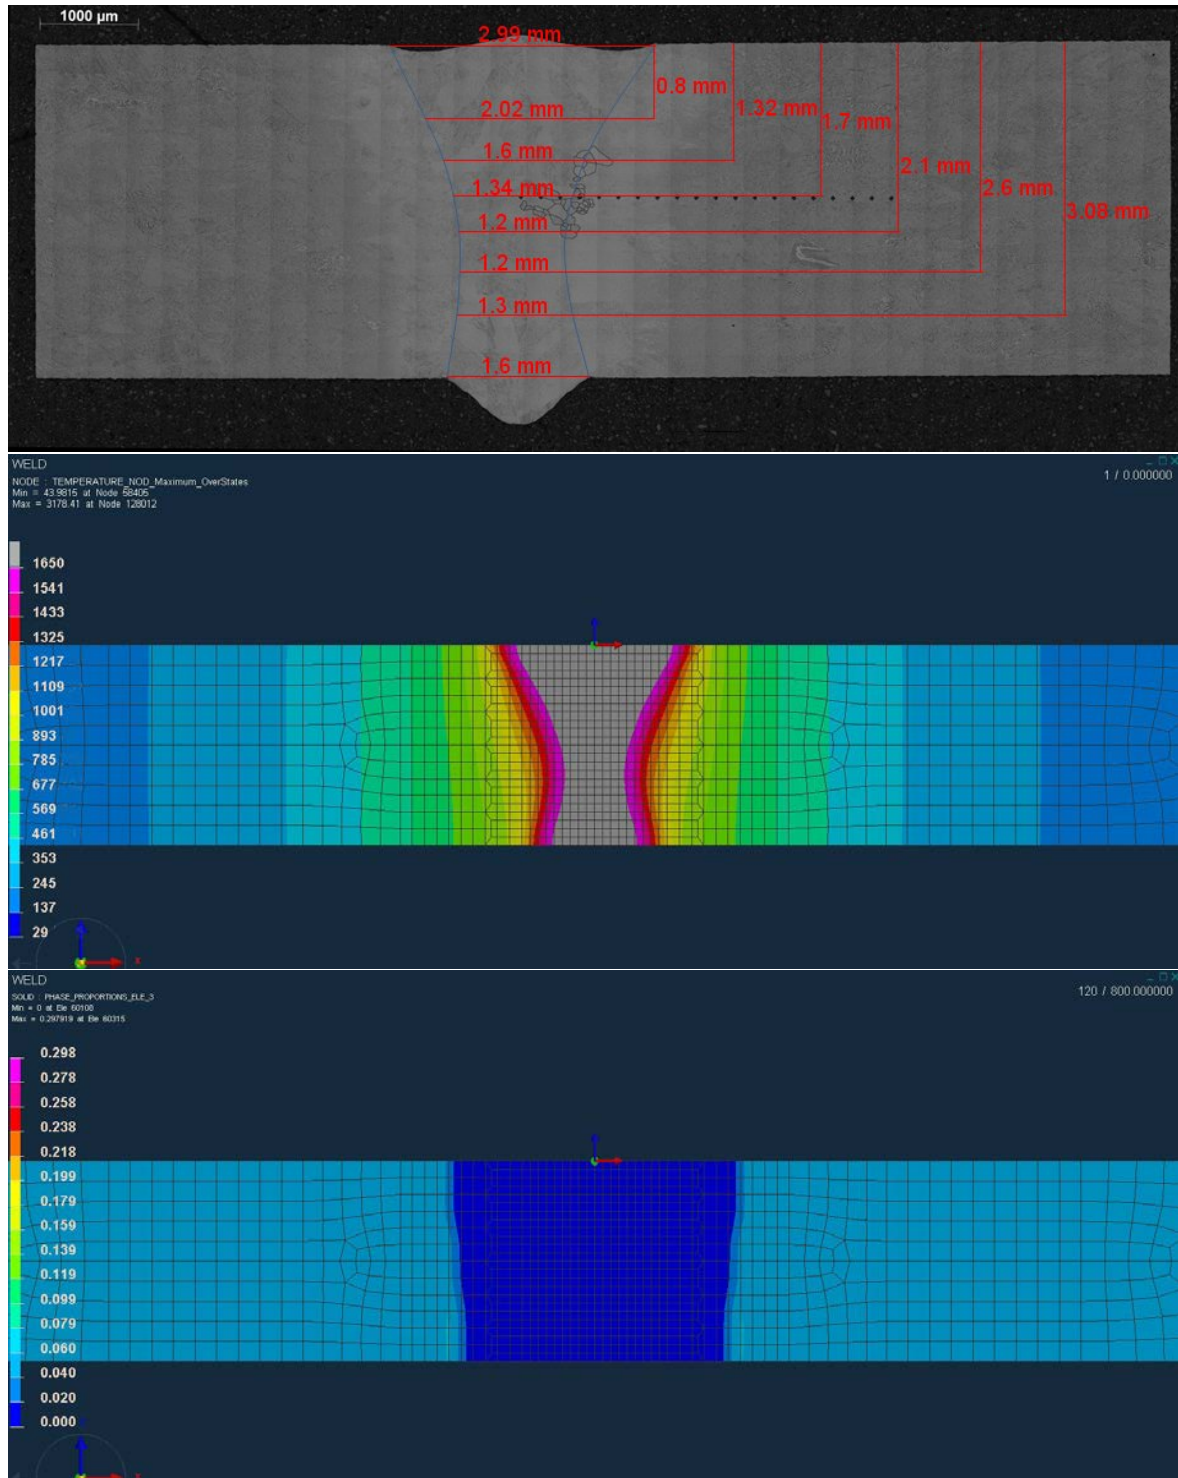 1000 µm
2.99 mm
0.8 mm
2.02 mm
1.32 mm
1.7 mm
1.6 mm
2.1 mm
1.34 mm
2.6 mm
3.08 mm
1.2 mm
1.2 mm
1.3 mm
1.6 mm
WELD
1 / 0.000000
NODE : TEMPERATURE_NOD_Maximum_OverStates
Min = 43.9815 at Node 58405
Max = 3178.41 at Node 128012
1650
1541
1433
1325
1217
1109
1001
893
785
677
569
461
353
245
137
29
x
WELD
120 / 800.000000
SOLID : PHASE_PROPORTIONS_ELE_3
Min = 0 at Ele 60108
Max = 0.297919 at Ele 60315
0.298
0.278
0.258
0.238
0.218
0.199
0.179
0.159
0.139
0.119
0.099
0.079
0.060
0.040
0.020
0.000